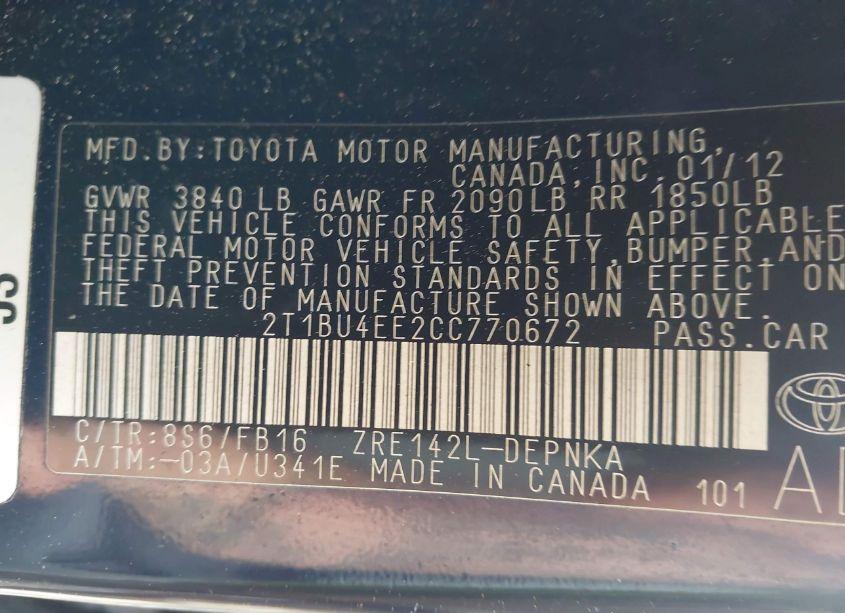 MFD.BY:TOYOTA MOTOR MANUFACTURING,
CANADA,INC.01/12
GVWR 3840 LB GAWR FR 2090LB RR 1850LB
THIS VEHICLE CONFORMS TO ALL APPLICABLE
FEDERAL MOTOR VEHICLE SAFETY,BUMPER,AND
THEFT PREVENTION STANDARDS IN EFFECT ON
THE DATE OF MANUFACTURE SHOWN ABOVE.
2T1BU4EE2CC770672 PASS.CAR
C/TR:8S6/FB16 ZRE142L-DEPNKA
A/TM:-03A/U341E MADE IN CANADA 101